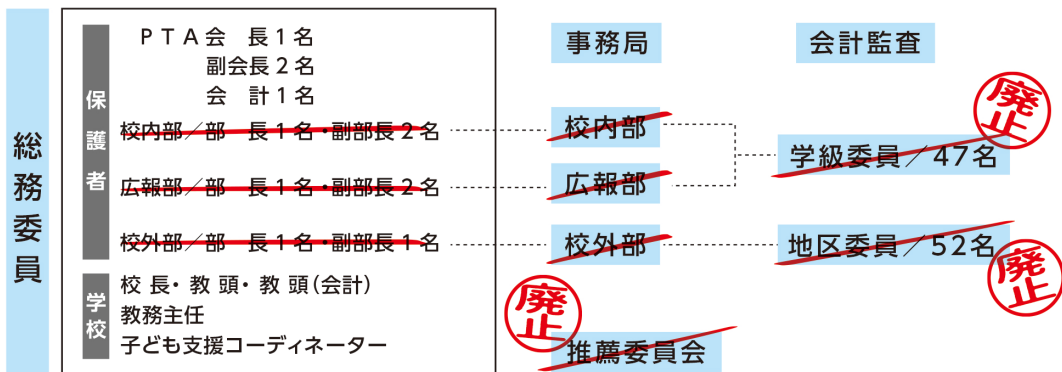 総務委員
保護者
PTA会 長1名
副会長2名
会 計1名
校内部／部 長1名・副部長2名
広報部／部 長1名・副部長2名
校外部／部 長1名・副部長1名
学校
校長・教頭・教頭（会計）
教務主任
子ども支援コーディネーター
事務局
校内部
広報部
校外部
廃止
推薦委員会
会計監査
廃止
学級委員／47名
地区委員／52名
廃止